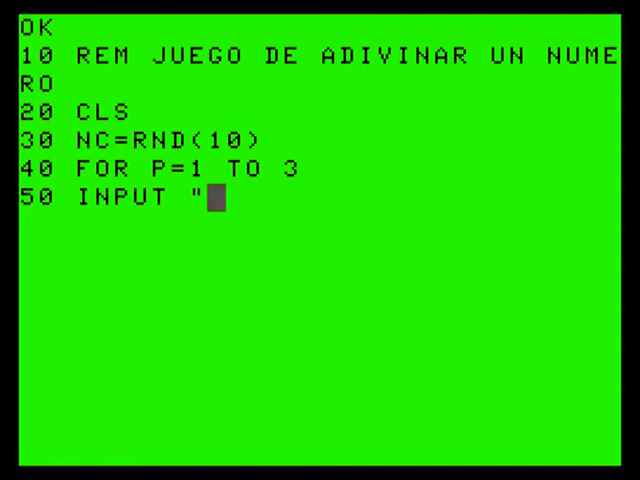 OK
10 REM JUEGO DE ADIVINAR UN NUME
RO
20 CLS
30 NC=RND(10)
40 FOR P=1 TO 3
50 INPUT "